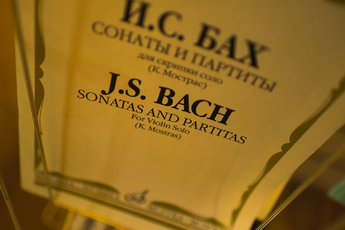 И.С. БАХ
СОНАТЫ И ПАРТИТЫ
для скрипки соло
(К. Мострас)
J.S. BACH
SONATAS AND PARTITAS
For Violin Solo
(K. Mostras)